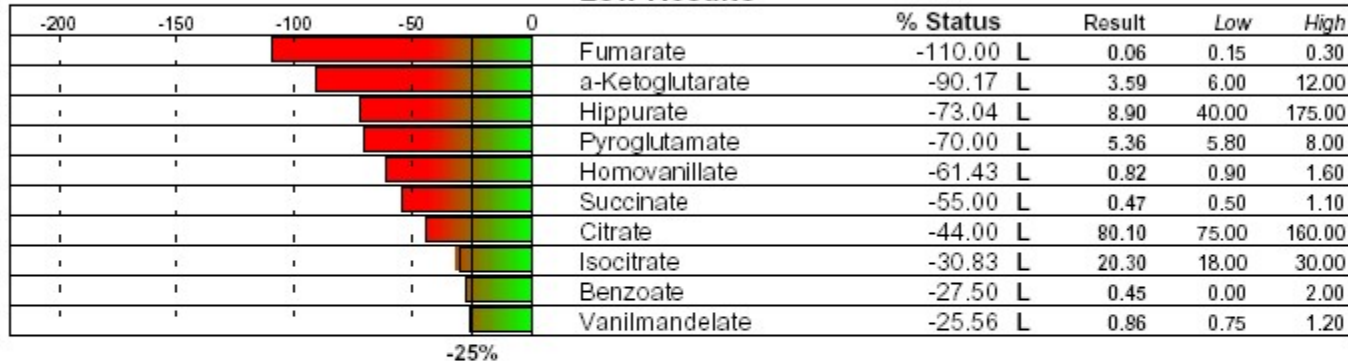 -200 -150 -100 -50 0 % Status Result Low High
Fumarate -110.00 L 0.06 0.15 0.30
a-Ketoglutarate -90.17 L 3.59 6.00 12.00
Hippurate -73.04 L 8.90 40.00 175.00
Pyroglutamate -70.00 L 5.36 5.80 8.00
Homovanillate -61.43 L 0.82 0.90 1.60
Succinate -55.00 L 0.47 0.50 1.10
Citrate -44.00 L 80.10 75.00 160.00
Isocitrate -30.83 L 20.30 18.00 30.00
Benzoate -27.50 L 0.45 0.00 2.00
Vanilmandelate -25.56 L 0.86 0.75 1.20
-25%